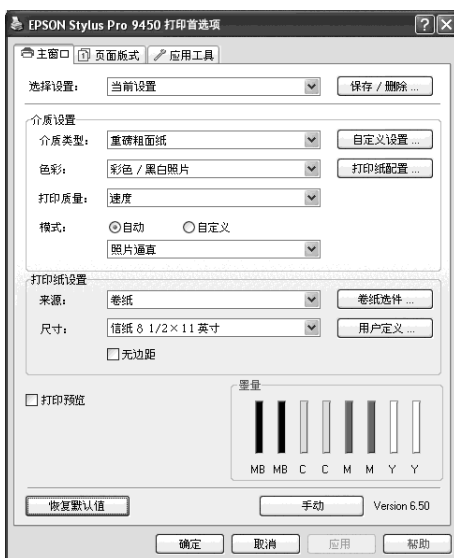 EPSON Stylus Pro 9450 打印首选项
主窗口 页面版式 应用工具
选择设置： 当前设置 保存 / 删除 ...
介质设置
介质类型： 重磅粗面纸 自定义设置 ...
色彩： 彩色 / 黑白照片 打印纸配置 ...
打印质量： 速度
模式： 自动 自定义
照片逼真
打印纸设置
来源： 卷纸 卷纸选件 ...
尺寸： 信纸 8 1/2×11 英寸 用户定义 ...
无边距
打印预览
墨量
MB MB C C M M Y Y
恢复默认值 手动 Version 6.50
确定 取消 应用 帮助